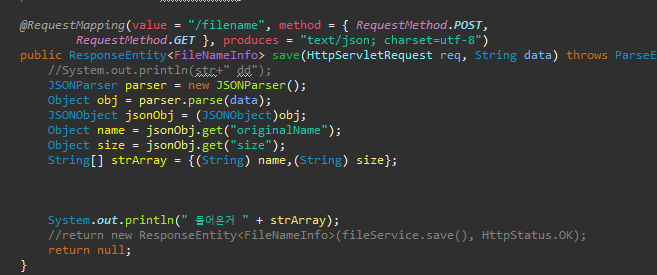 @RequestMapping(value = "/filename", method = { RequestMethod.POST,
RequestMethod.GET }, produces = "text/json; charset=utf-8")
public ResponseEntity<FileNameInfo> save(HttpServletRequest req, String data) throws ParseE
//System.out.println(str+" dd");
JSONParser parser = new JSONParser();
Object obj = parser.parse(data);
JSONObject jsonObj = (JSONObject)obj;
Object name = jsonObj.get("originalName");
Object size = jsonObj.get("size");
String[] strArray = {(String) name,(String) size};
System.out.println(" 들어온거 " + strArray);
//return new ResponseEntity<FileNameInfo>(fileService.save(), HttpStatus.OK);
return null;
}